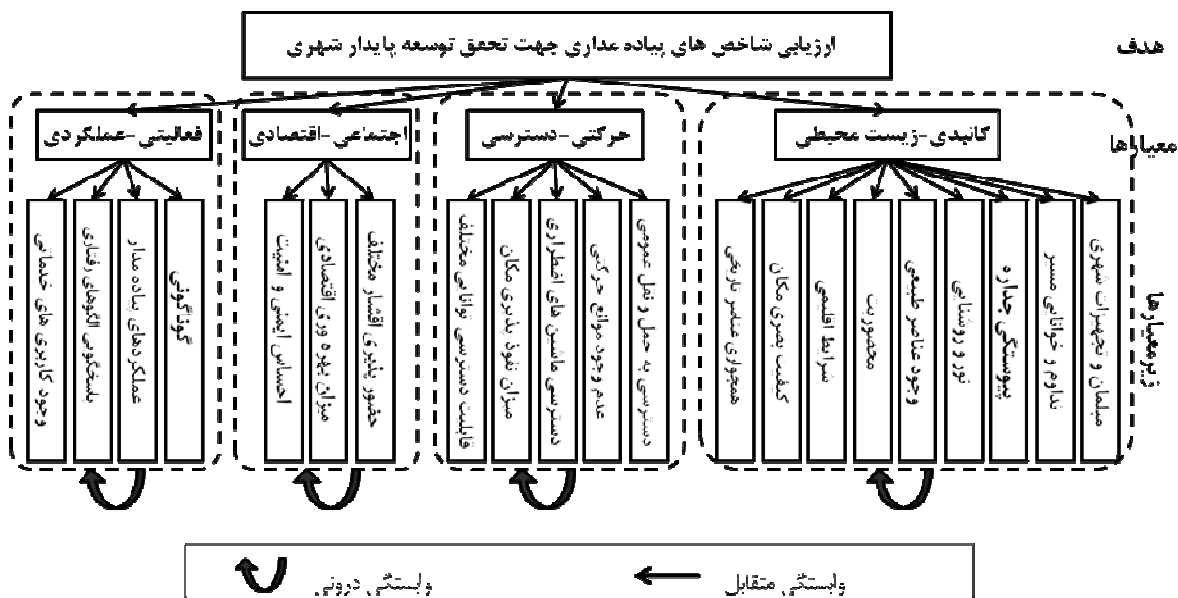 هدف
ارزیابی شاخص های پیاده مداری جهت تحقق توسعه پایدار شهری
معیارها
کالبدی-زیست محیطی
حرکتی-دسترسی
اجتماعی-اقتصادی
فعالیتی-عملکردی
زیرمعیارها
مبلمان و تجهیزات شهری
تداوم و خوانایی مسیر
پیوستگی جداره
نور و روشنایی
وجود عناصر طبیعی
محصوریت
شرایط اقلیمی
کیفیت بصری مکان
همجواری عناصر تاریخی
دسترسی به حمل و نقل عمومی
عدم وجود موانع حرکتی
دسترسی ماشین های اضطراری
میزان نفوذ پذیری مکان
قابلیت دسترسی توانایی مختلف
حضور پذیری اقشار مختلف
میزان بهره وری اقتصادی
احساس ایمنی و امنیت
گوناگونی
عملکردهای پیاده مدار
پاسخگویی الگوهای رفتاری
وجود کاربری های خدماتی
وابستگی متقابل
وابستگی درونی